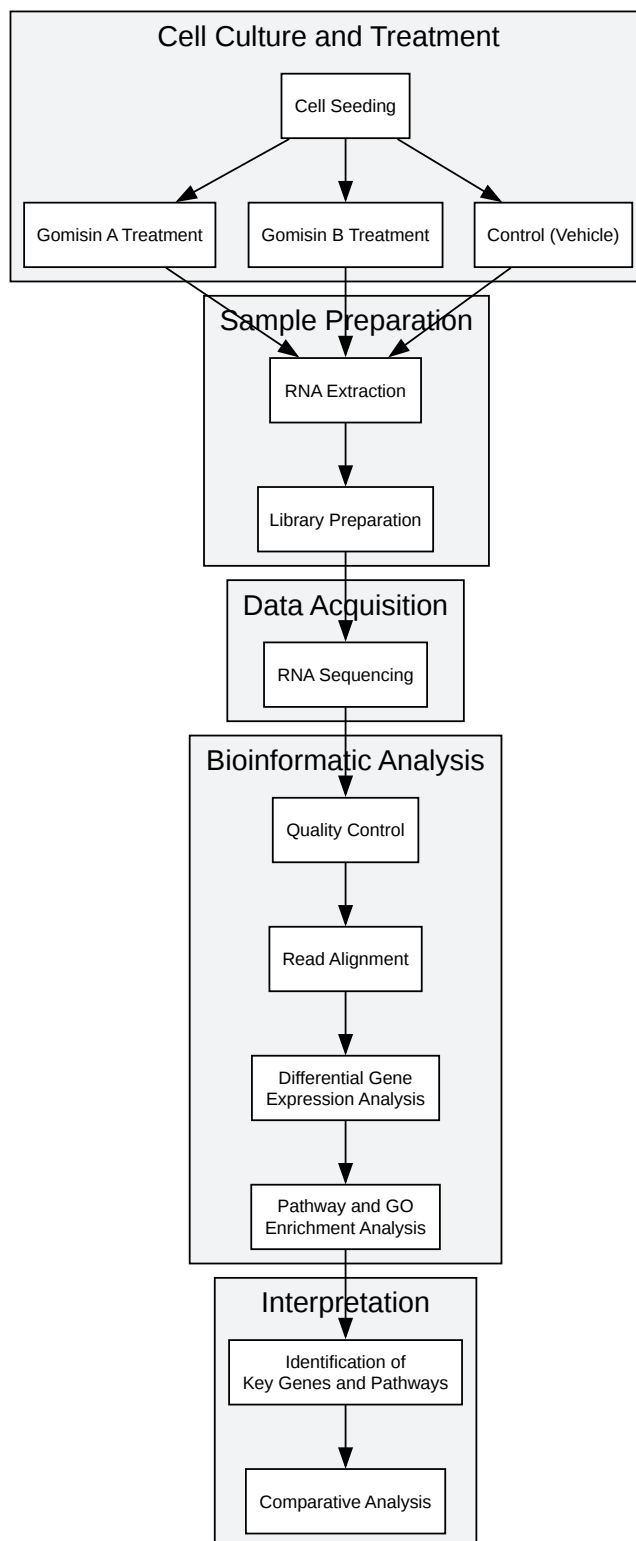 Cell Culture and Treatment
Cell Seeding
Gomisin A Treatment
Gomisin B Treatment
Control (Vehicle)
Sample Preparation
RNA Extraction
Library Preparation
Data Acquisition
RNA Sequencing
Bioinformatic Analysis
Quality Control
Read Alignment
Differential Gene
Expression Analysis
Pathway and GO
Enrichment Analysis
Interpretation
Identification of
Key Genes and Pathways
Comparative Analysis